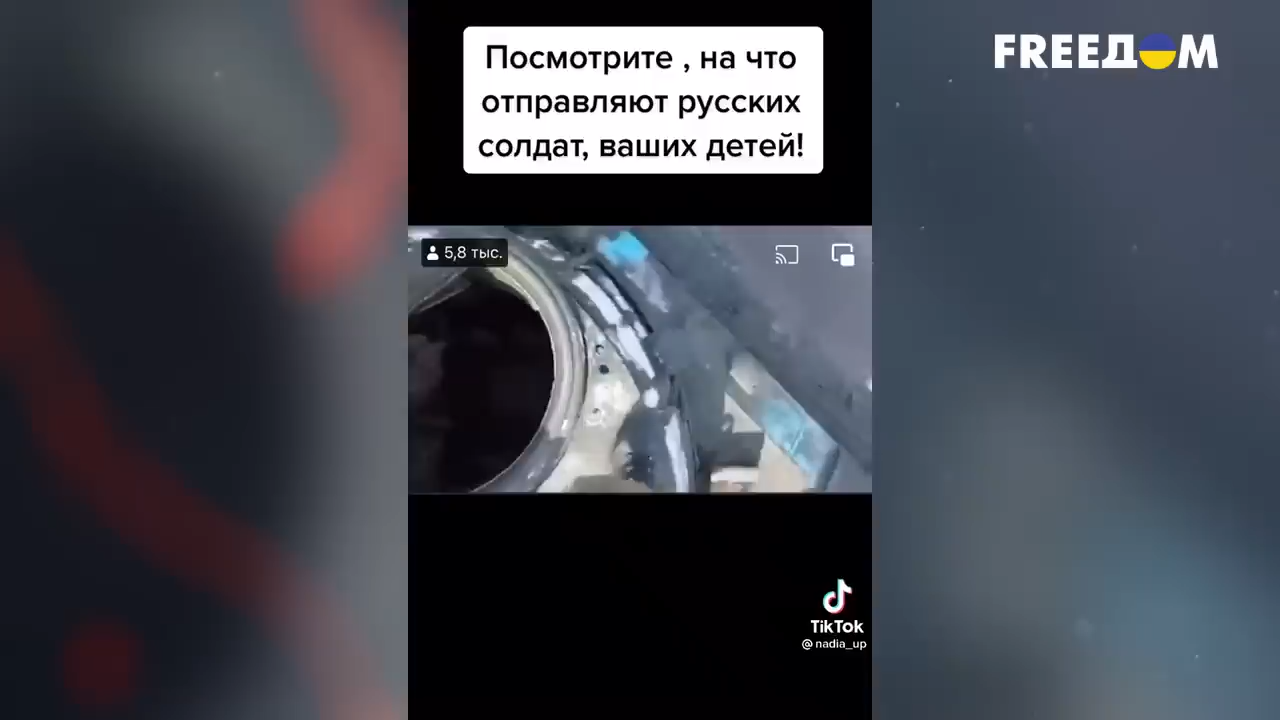 FREEДОМ
Посмотрите , на что
отправляют русских
солдат, ваших детей!
5,8 тыс.
TikTok
@ nadia_up